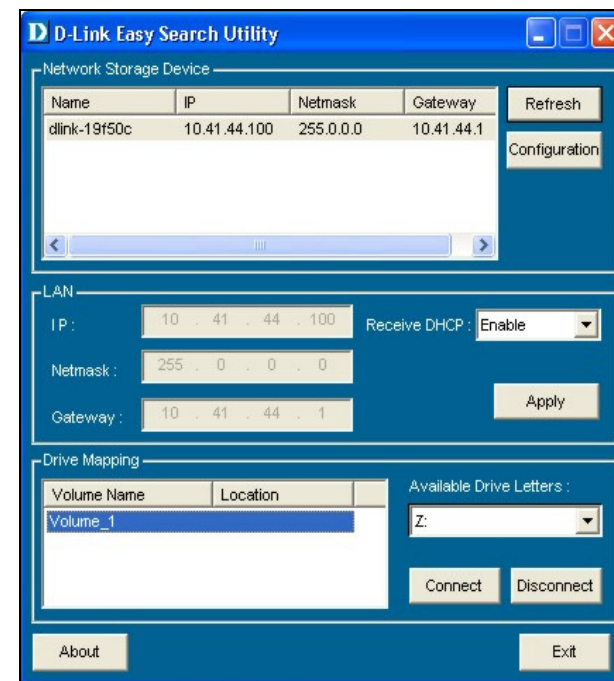 D D-Link Easy Search Utility
Network Storage Device
Name IP Netmask Gateway
dlink-19f50c 10.41.44.100 255.0.0.0 10.41.44.1
Refresh
Configuration
LAN
IP : 10 . 41 . 44 . 100
Receive DHCP : Enable
Netmask : 255 . 0 . 0 . 0
Gateway : 10 . 41 . 44 . 1
Apply
Drive Mapping
Volume Name Location
Volume_1
Available Drive Letters :
Z:
Connect Disconnect
About Exit